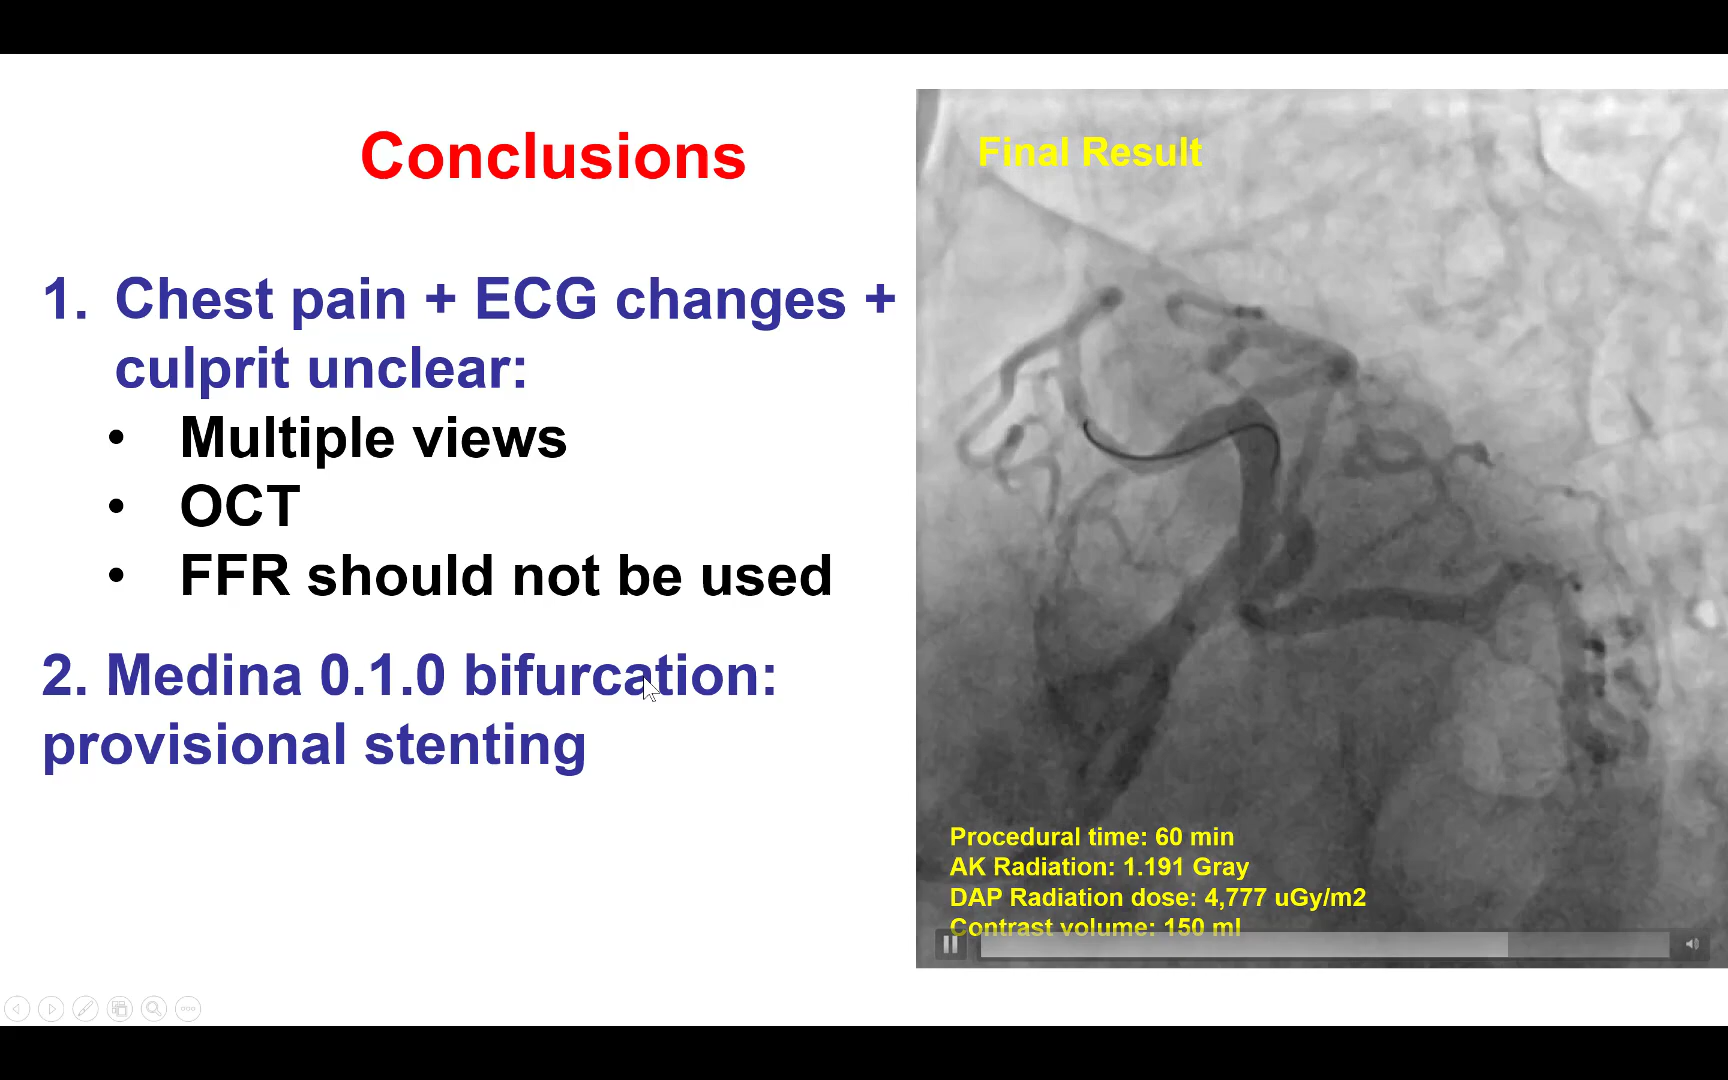 Conclusions
1. Chest pain + ECG changes +
culprit unclear:
• Multiple views
• OCT
• FFR should not be used
2. Medina 0.1.0 bifurcation:
provisional stenting
Final Result
Procedural time: 60 min
AK Radiation: 1.191 Gray
DAP Radiation dose: 4,777 uGy/m2
Contrast volume: 150 ml